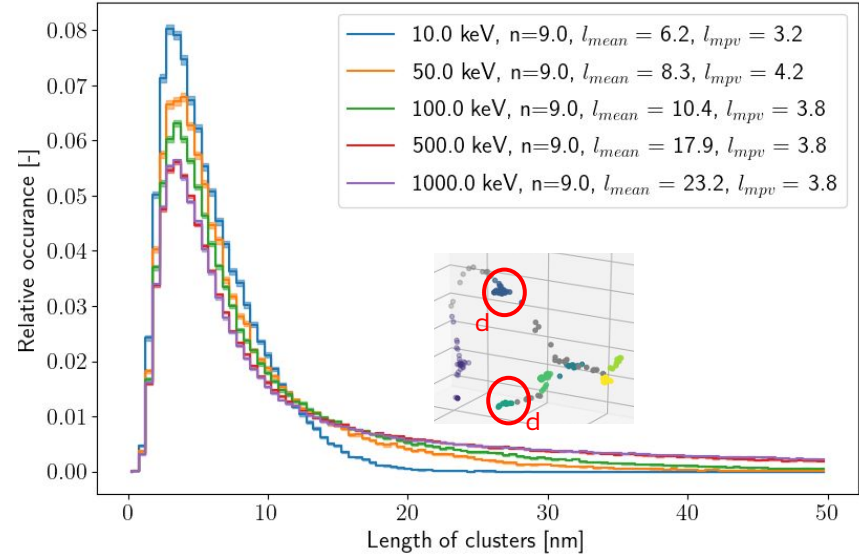 0.08
0.07
0.06
0.05
0.04
0.03
0.02
0.01
0.00
Relative occurance [-]
10.0 keV, n=9.0, l_mean = 6.2, l_mpv = 3.2
50.0 keV, n=9.0, l_mean = 8.3, l_mpv = 4.2
100.0 keV, n=9.0, l_mean = 10.4, l_mpv = 3.8
500.0 keV, n=9.0, l_mean = 17.9, l_mpv = 3.8
1000.0 keV, n=9.0, l_mean = 23.2, l_mpv = 3.8
d
d
0 10 20 30 40 50
Length of clusters [nm]